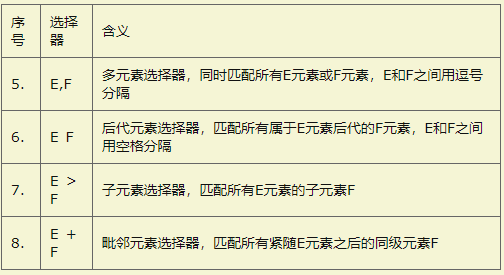 序号 选择器 含义
5. E,F 多元素选择器，同时匹配所有E元素或F元素，E和F之间用逗号分隔
6. E F 后代元素选择器，匹配所有属于E元素后代的F元素，E和F之间用空格分隔
7. E > F 子元素选择器，匹配所有E元素的子元素F
8. E + F 毗邻元素选择器，匹配所有紧随E元素之后的同级元素F